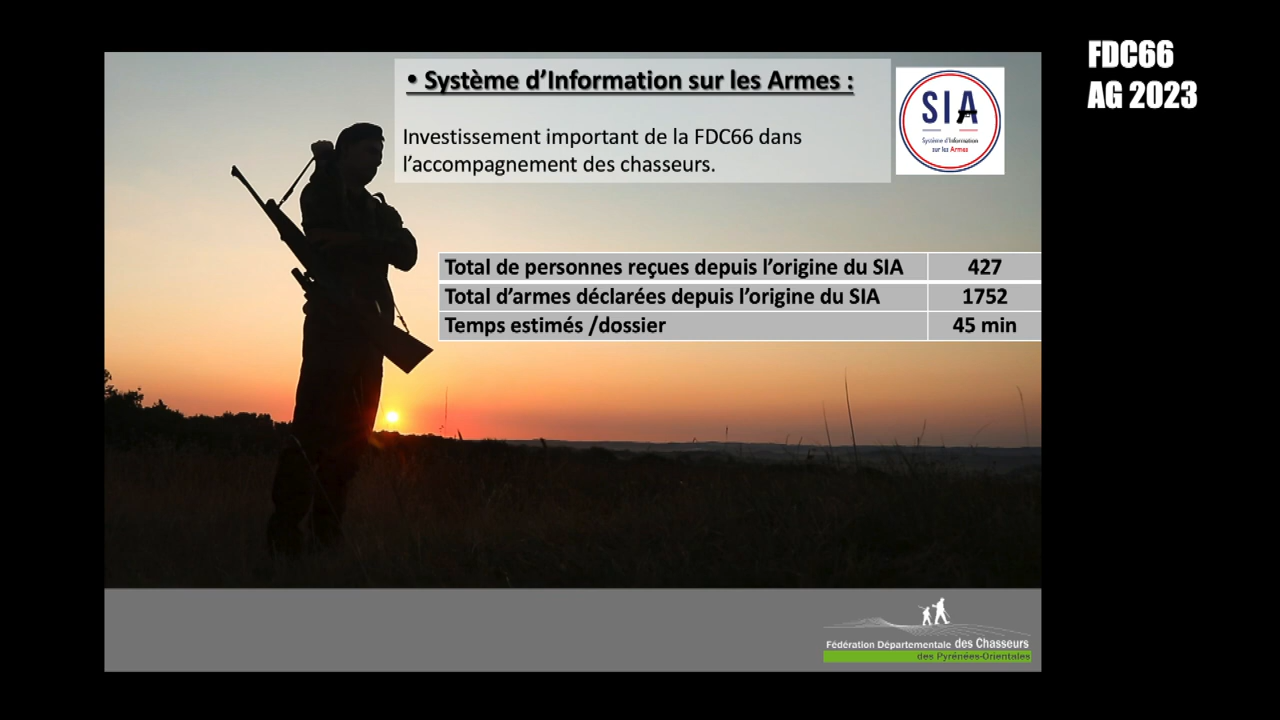 FDC66
AG 2023
• Système d’Information sur les Armes :
Investissement important de la FDC66 dans
l’accompagnement des chasseurs.
SIA
Système d'Information
sur les Armes
Total de personnes reçues depuis l’origine du SIA 427
Total d’armes déclarées depuis l’origine du SIA 1752
Temps estimés /dossier 45 min
Fédération Départementale des Chasseurs
des Pyrénées-Orientales